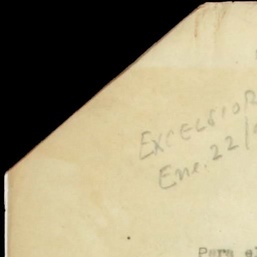 EXCELSIOR
Ene. 22/
Para el